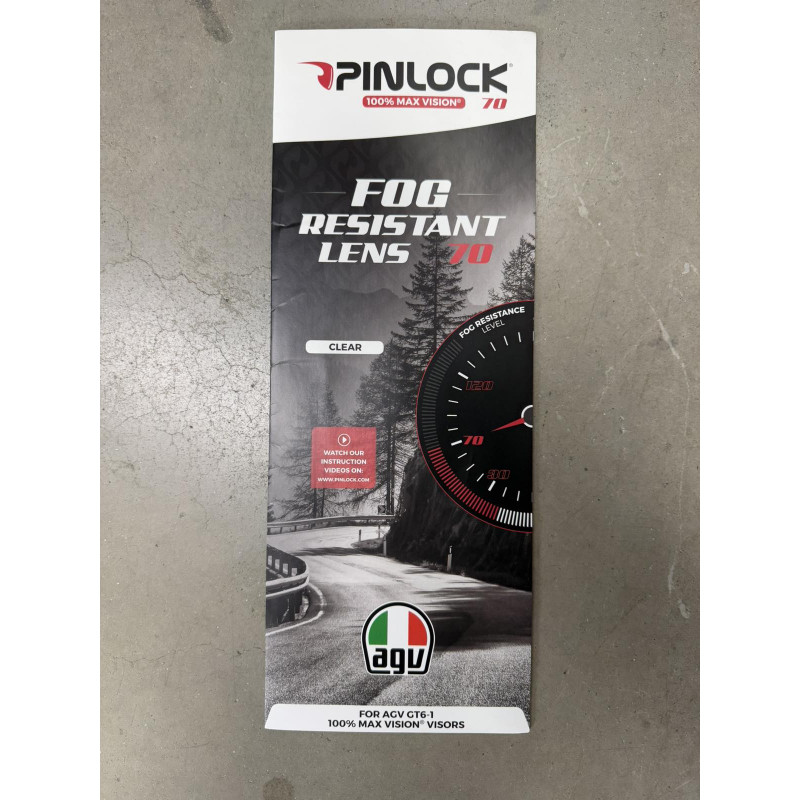 PINLOCK®
100% MAX VISION® 70
FOG
RESISTANT
LENS 70
FOG RESISTANCE
LEVEL
CLEAR
120
70
30
WATCH OUR
INSTRUCTION
VIDEOS ON:
WWW.PINLOCK.COM
agv
FOR AGV GT6-1
100% MAX VISION® VISORS